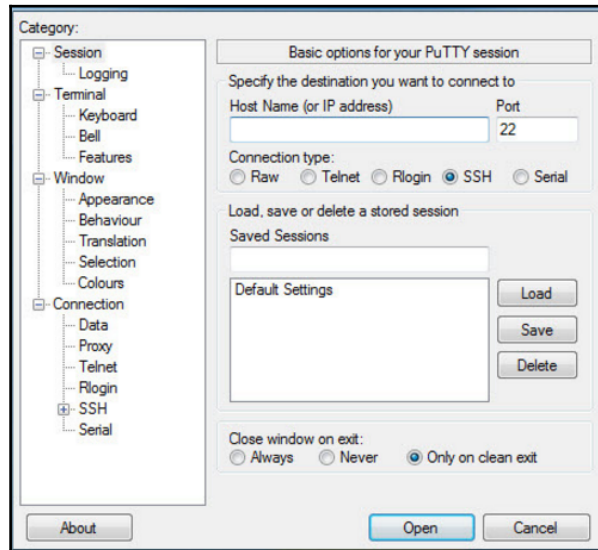 Category:
Session
Logging
Terminal
Keyboard
Bell
Features
Window
Appearance
Behaviour
Translation
Selection
Colours
Connection
Data
Proxy
Telnet
Rlogin
SSH
Serial
Basic options for your PuTTY session
Specify the destination you want to connect to
Host Name (or IP address) Port
22
Connection type:
Raw Telnet Rlogin SSH Serial
Load, save or delete a stored session
Saved Sessions
Default Settings
Load
Save
Delete
Close window on exit:
Always Never Only on clean exit
About Open Cancel